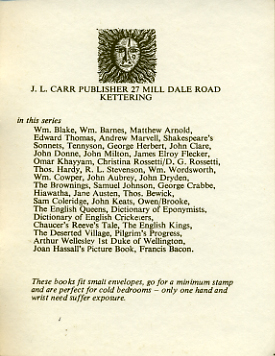 J. L. CARR PUBLISHER 27 MILL DALE ROAD
KETTERING
in this series
Wm. Blake, Wm. Barnes, Matthew Arnold,
Edward Thomas, Andrew Marvell, Shakespeare's
Sonnets, Tennyson, George Herbert, John Clare,
John Donne, John Milton, James Elroy Flecker,
Omar Khayyam, Christina Rossetti/D. G. Rossetti,
Thos. Hardy, R. L. Stevenson, Wm. Wordsworth,
Wm. Cowper, John Aubrey, John Dryden,
The Brownings, Samuel Johnson, George Crabbe,
Hiawatha, Jane Austen, Thos. Bewick,
Sam Coleridge, John Keats, Owen/Brooke,
The English Queens, Dictionary of Eponymists,
Dictionary of English Cricketers,
Chaucer's Reeve's Tale, The English Kings,
The Deserted Village, Pilgrim's Progress,
Arthur Wellesley 1st Duke of Wellington,
Joan Hassall's Picture Book, Francis Bacon.
These books fit small envelopes, go for a minimum stamp
and are perfect for cold bedrooms – only one hand and
wrist need suffer exposure.